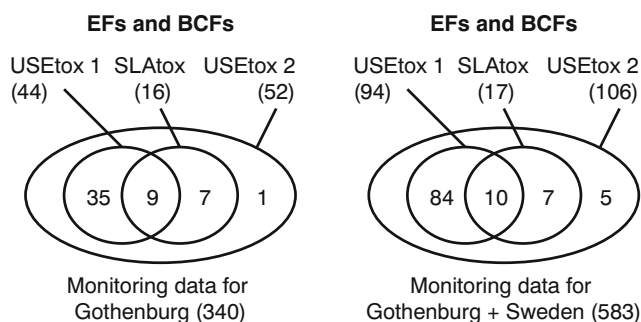 EFs and BCFs
USEtox 1 SLAtox USEtox 2
(44) (16) (52)
35 9 7 1
Monitoring data for
Gothenburg (340)
EFs and BCFs
USEtox 1 SLAtox USEtox 2
(94) (17) (106)
84 10 7 5
Monitoring data for
Gothenburg + Sweden (583)